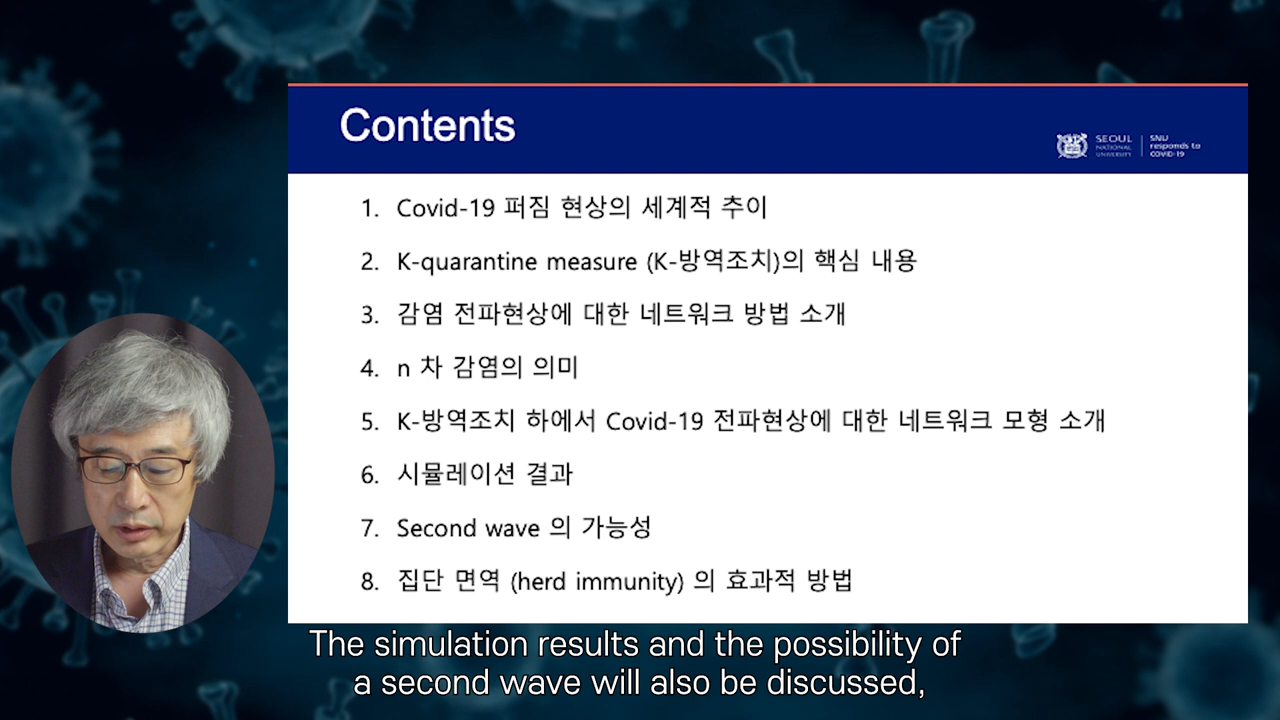 Contents
SEOUL
NATIONAL
UNIVERSITY
SNU
responds to
COVID-19
1. Covid-19 퍼짐 현상의 세계적 추이
2. K-quarantine measure (K-방역조치)의 핵심 내용
3. 감염 전파현상에 대한 네트워크 방법 소개
4. n 차 감염의 의미
5. K-방역조치 하에서 Covid-19 전파현상에 대한 네트워크 모형 소개
6. 시뮬레이션 결과
7. Second wave 의 가능성
8. 집단 면역 (herd immunity) 의 효과적 방법
The simulation results and the possibility of
a second wave will also be discussed,